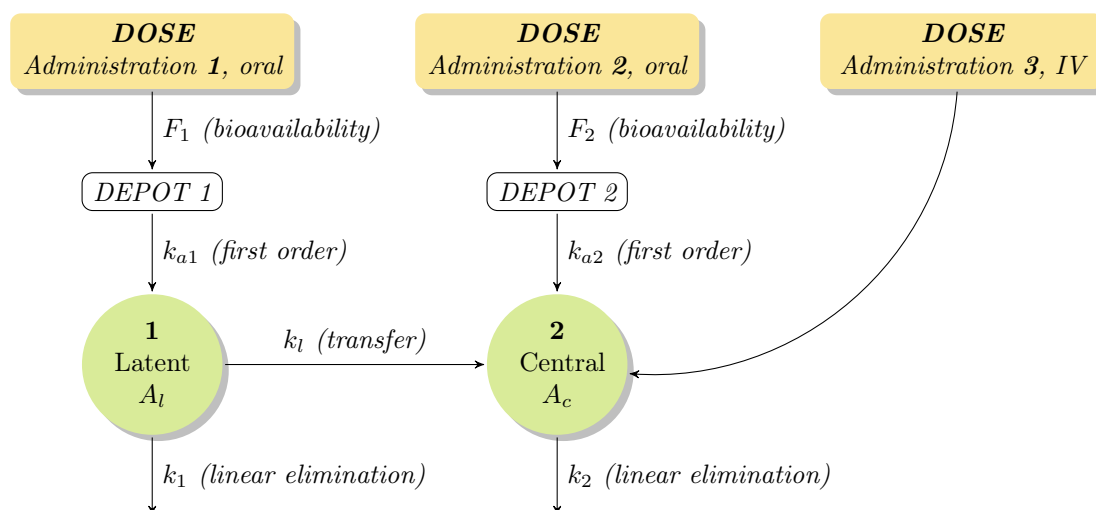 DOSE
Administration 1, oral
DOSE
Administration 2, oral
DOSE
Administration 3, IV
F₁ (bioavailability)
F₂ (bioavailability)
DEPOT 1
DEPOT 2
kₐ₁ (first order)
kₐ₂ (first order)
1
Latent
Aₗ
kₗ (transfer)
2
Central
A_c
k₁ (linear elimination)
k₂ (linear elimination)